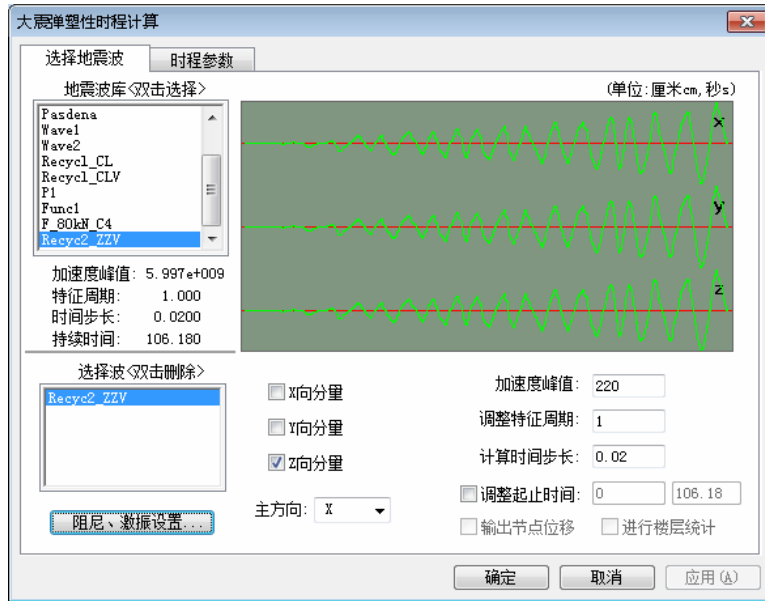 大震弹塑性时程计算
选择地震波
时程参数
地震波库<双击选择>
(单位:厘米cm,秒s)
Pasdena
Wave1
Wave2
Recycl_CL
Recycl_CLV
P1
Func1
F_80kN_C4
Recyc2_ZZV
x
y
z
加速度峰值: 5.997e+009
特征周期: 1.000
时间步长: 0.0200
持续时间: 106.180
选择波<双击删除>
Recyc2_ZZV
X向分量
Y向分量
Z向分量
主方向: X
加速度峰值: 220
调整特征周期: 1
计算时间步长: 0.02
调整起止时间: 0 106.18
输出节点位移 进行楼层统计
阻尼、激振设置...
确定 取消 应用(A)